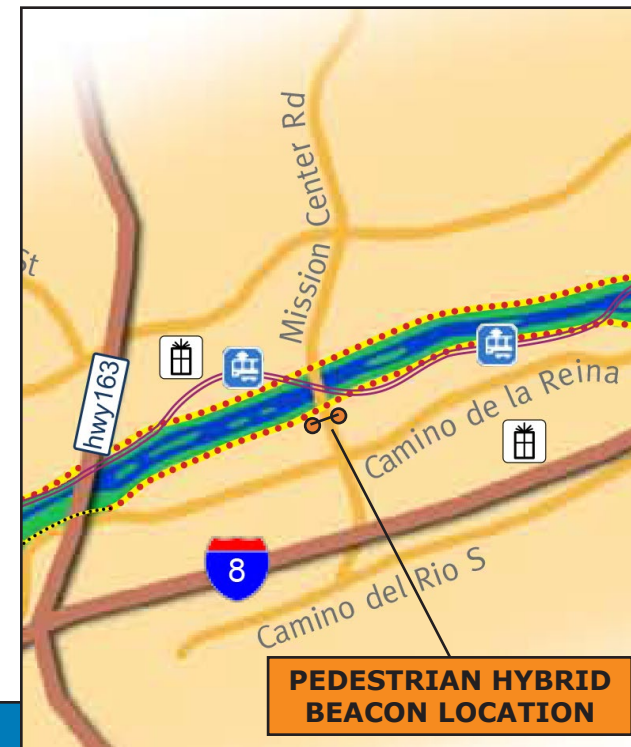 Mission Center Rd
St
hwy163
Camino de la Reina
8
Camino del Rio S
PEDESTRIAN HYBRID
BEACON LOCATION